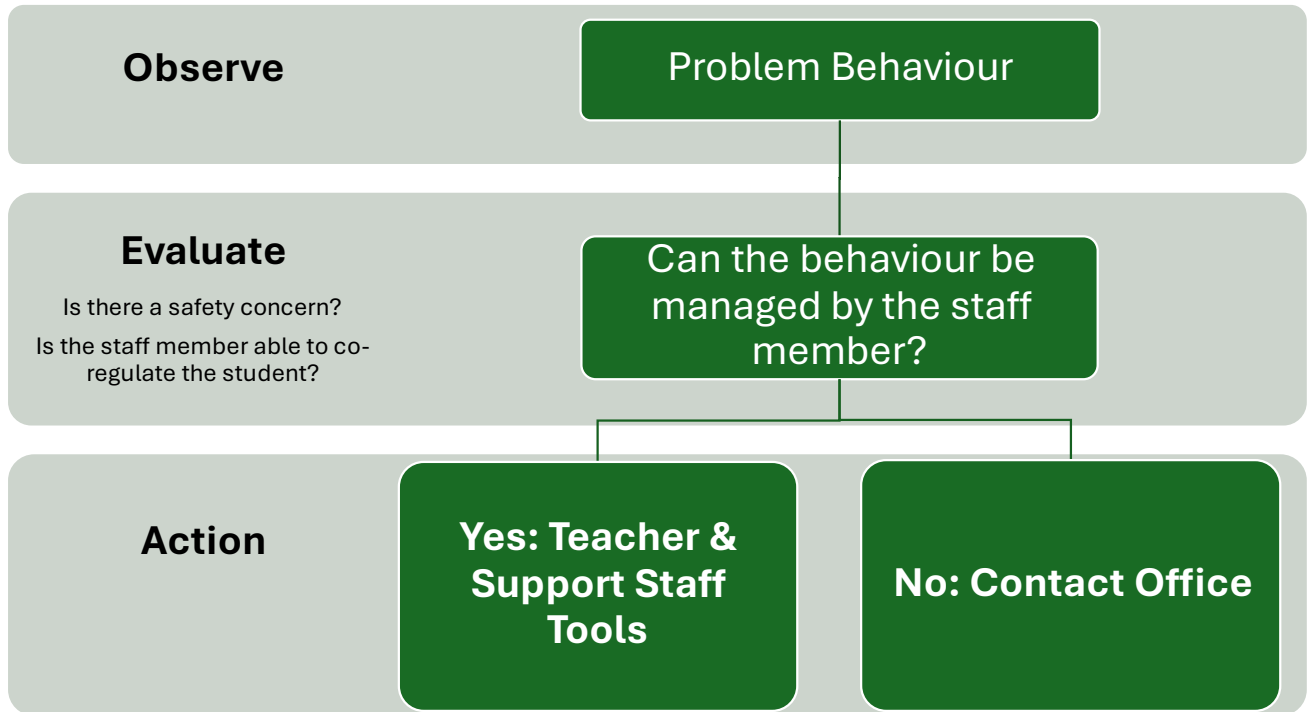 Observe
Problem Behaviour
Evaluate
Is there a safety concern?
Is the staff member able to co-
regulate the student?
Can the behaviour be
managed by the staff
member?
Action
Yes: Teacher &
Support Staff
Tools
No: Contact Office